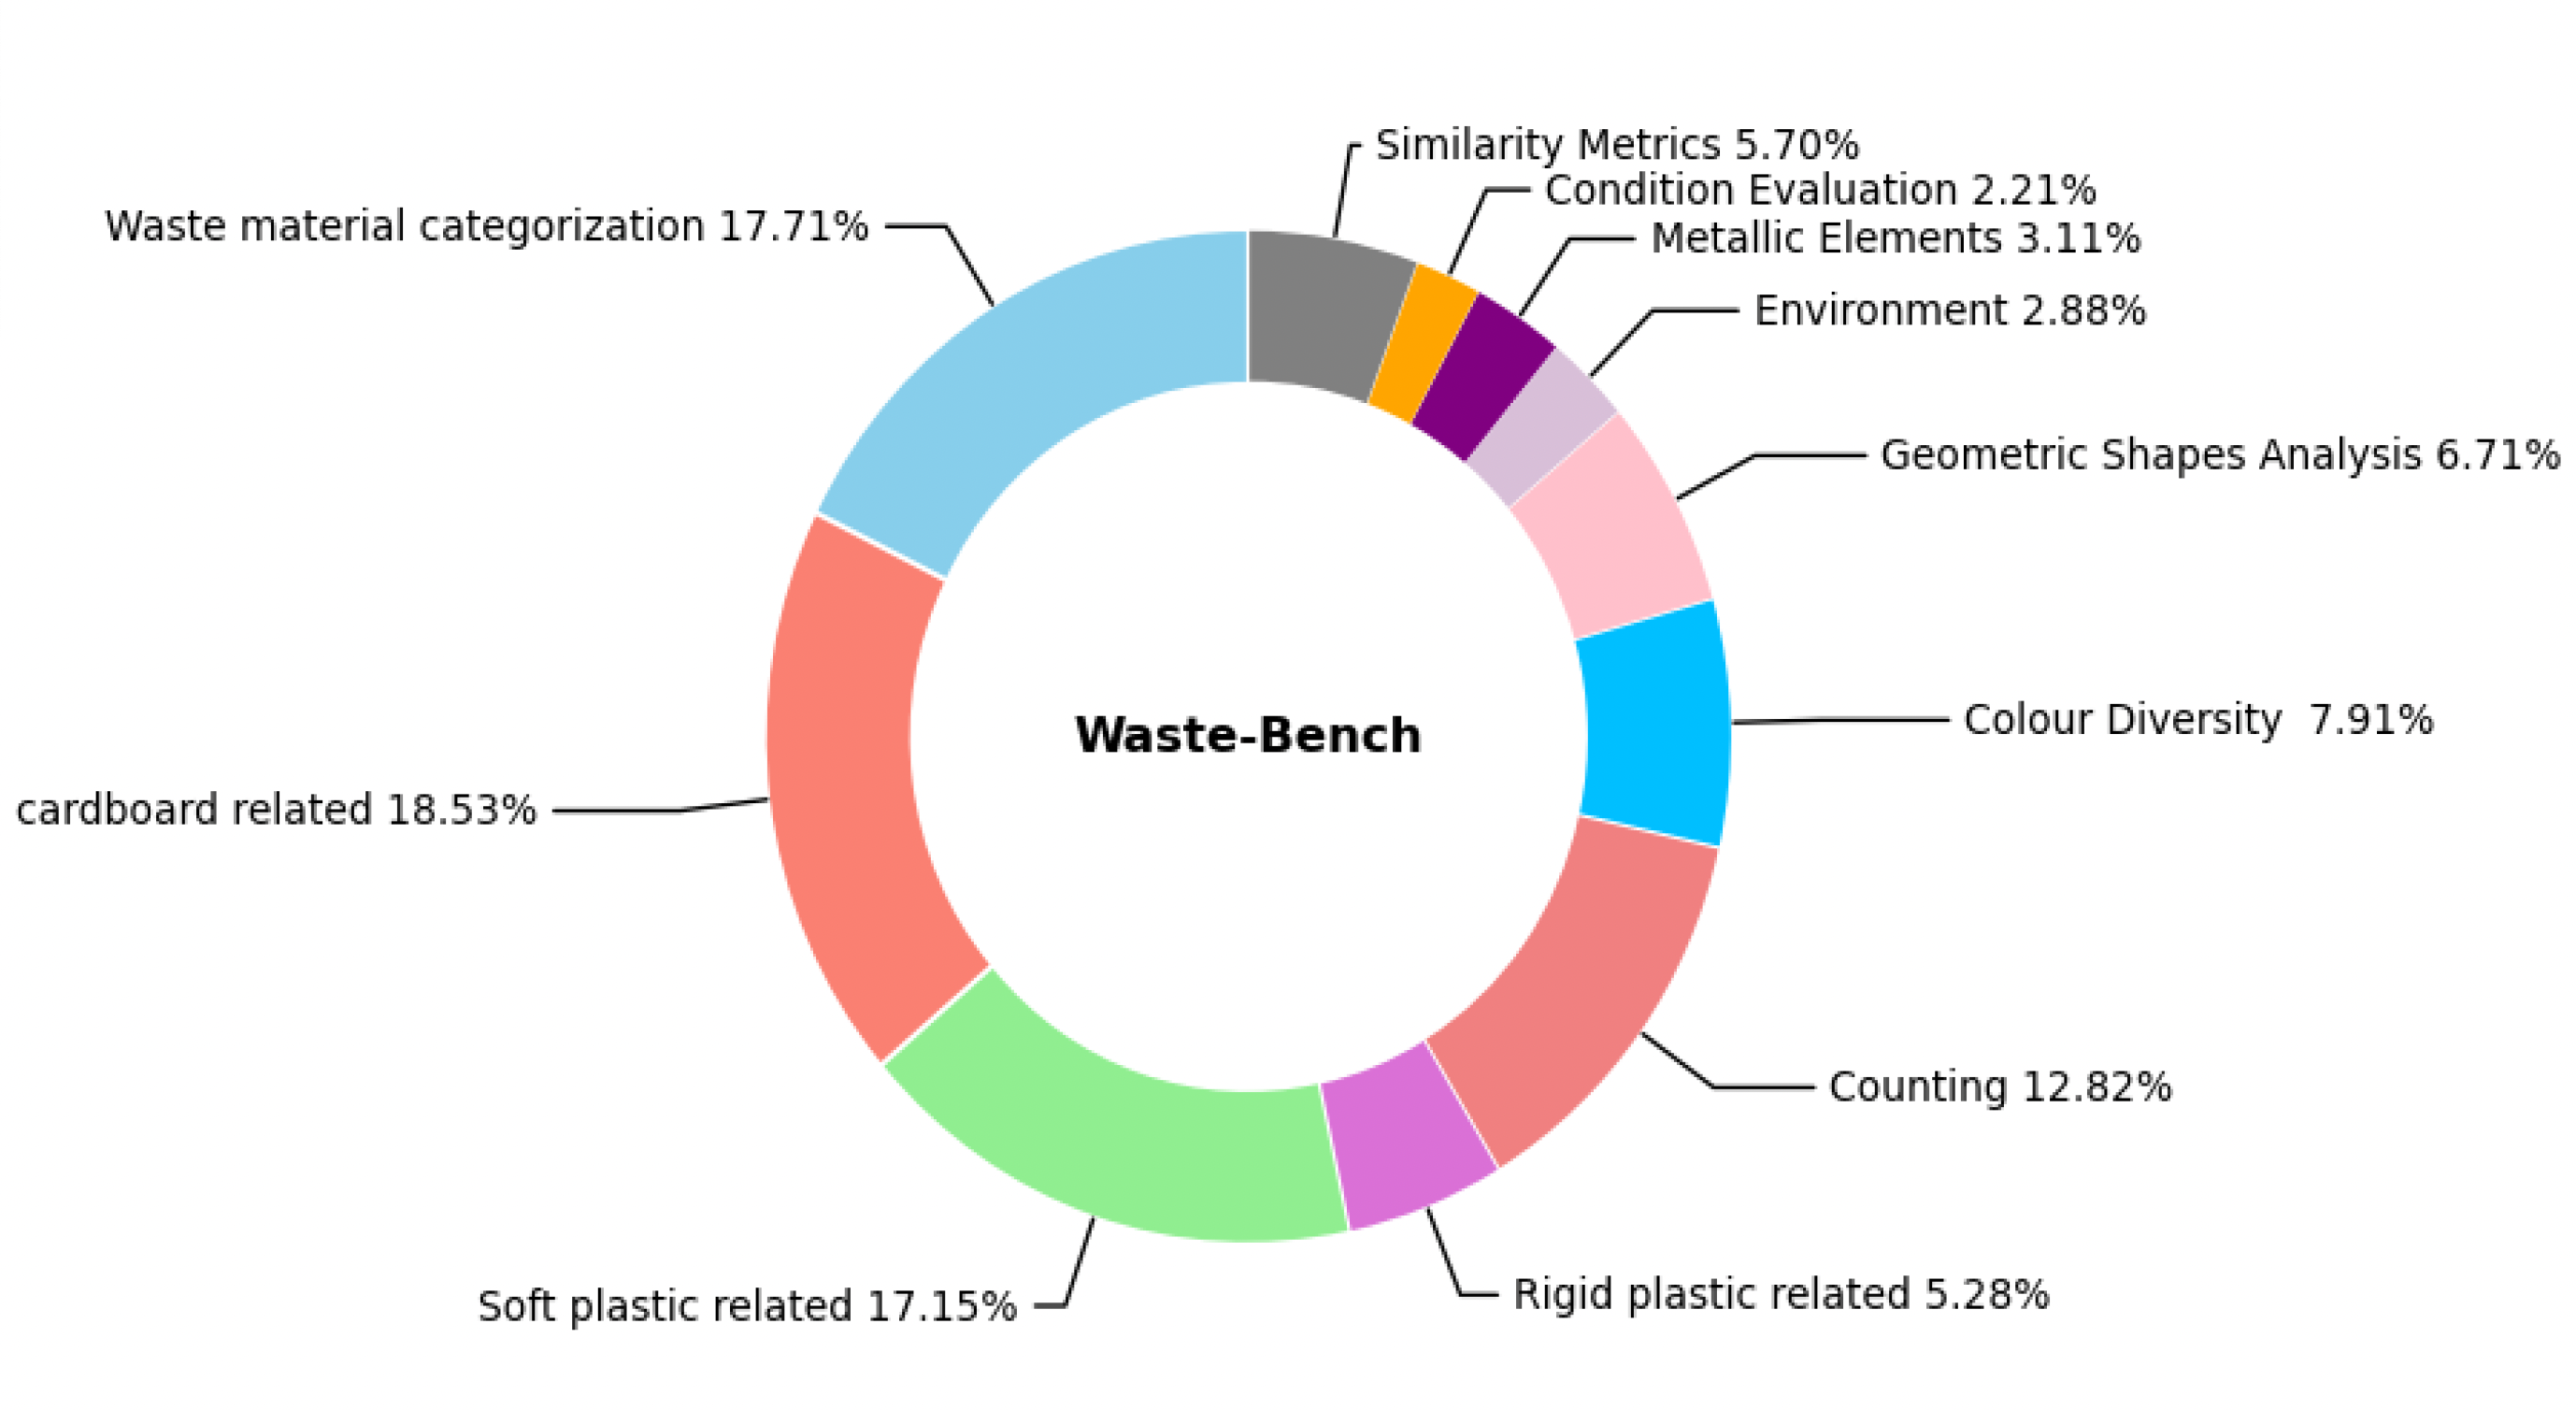 Similarity Metrics 5.70%
Condition Evaluation 2.21%
Waste material categorization 17.71%
Metallic Elements 3.11%
Environment 2.88%
Geometric Shapes Analysis 6.71%
Colour Diversity  7.91%
Waste-Bench
cardboard related 18.53%
Counting 12.82%
Rigid plastic related 5.28%
Soft plastic related 17.15%